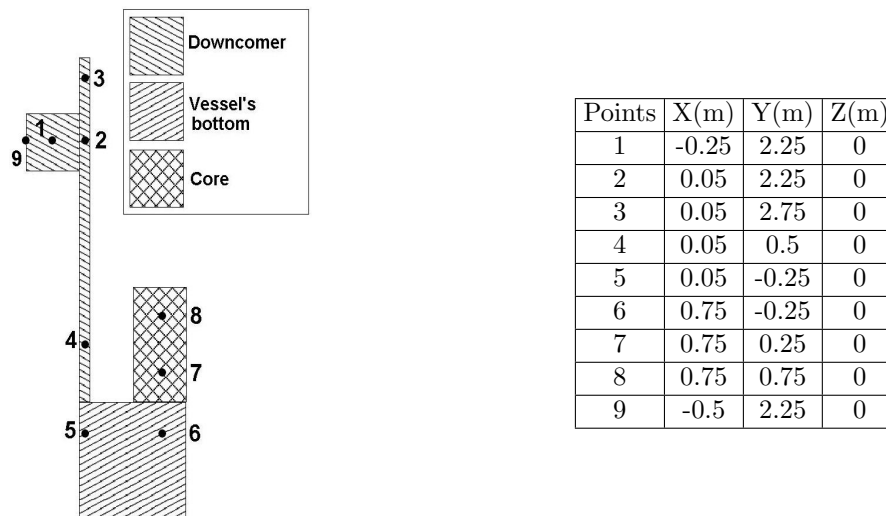 Downcomer
Vessel's
bottom
Core
3
1
2
9
8
4
7
5
6
Points X(m) Y(m) Z(m)
1 -0.25 2.25 0
2 0.05 2.25 0
3 0.05 2.75 0
4 0.05 0.5 0
5 0.05 -0.25 0
6 0.75 -0.25 0
7 0.75 0.25 0
8 0.75 0.75 0
9 -0.5 2.25 0